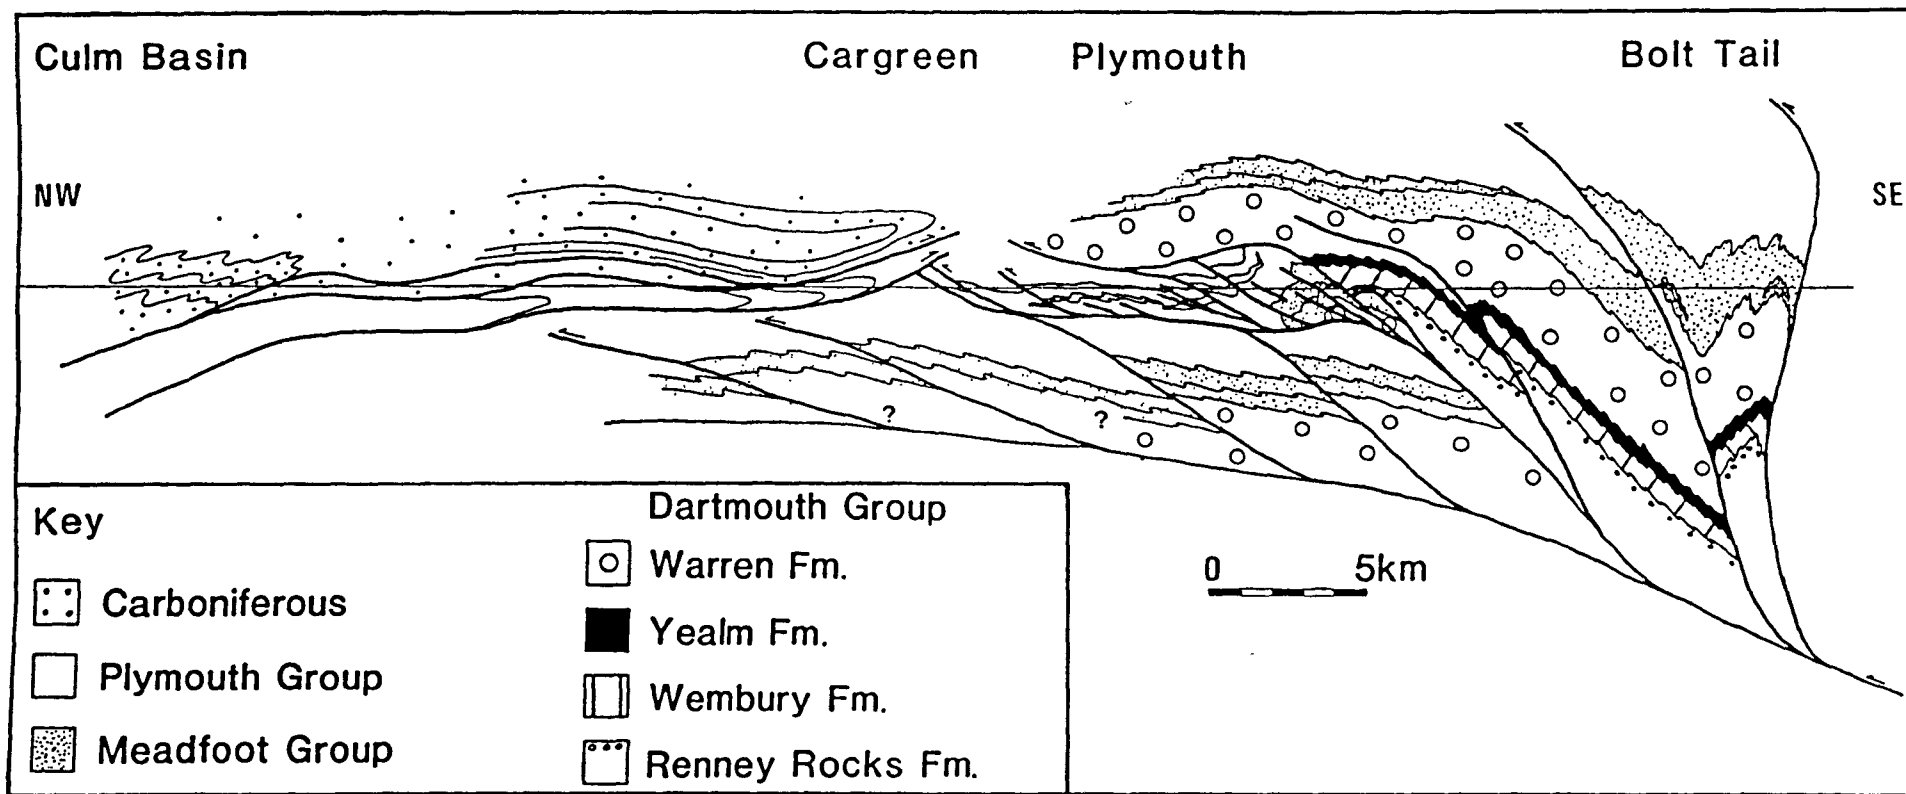 Culm Basin
Cargreen
Plymouth
Bolt Tail
NW
SE
?
?
Key
Carboniferous
Plymouth Group
Meadfoot Group
Dartmouth Group
Warren Fm.
Yealm Fm.
Wembury Fm.
Renney Rocks Fm.
0 5km